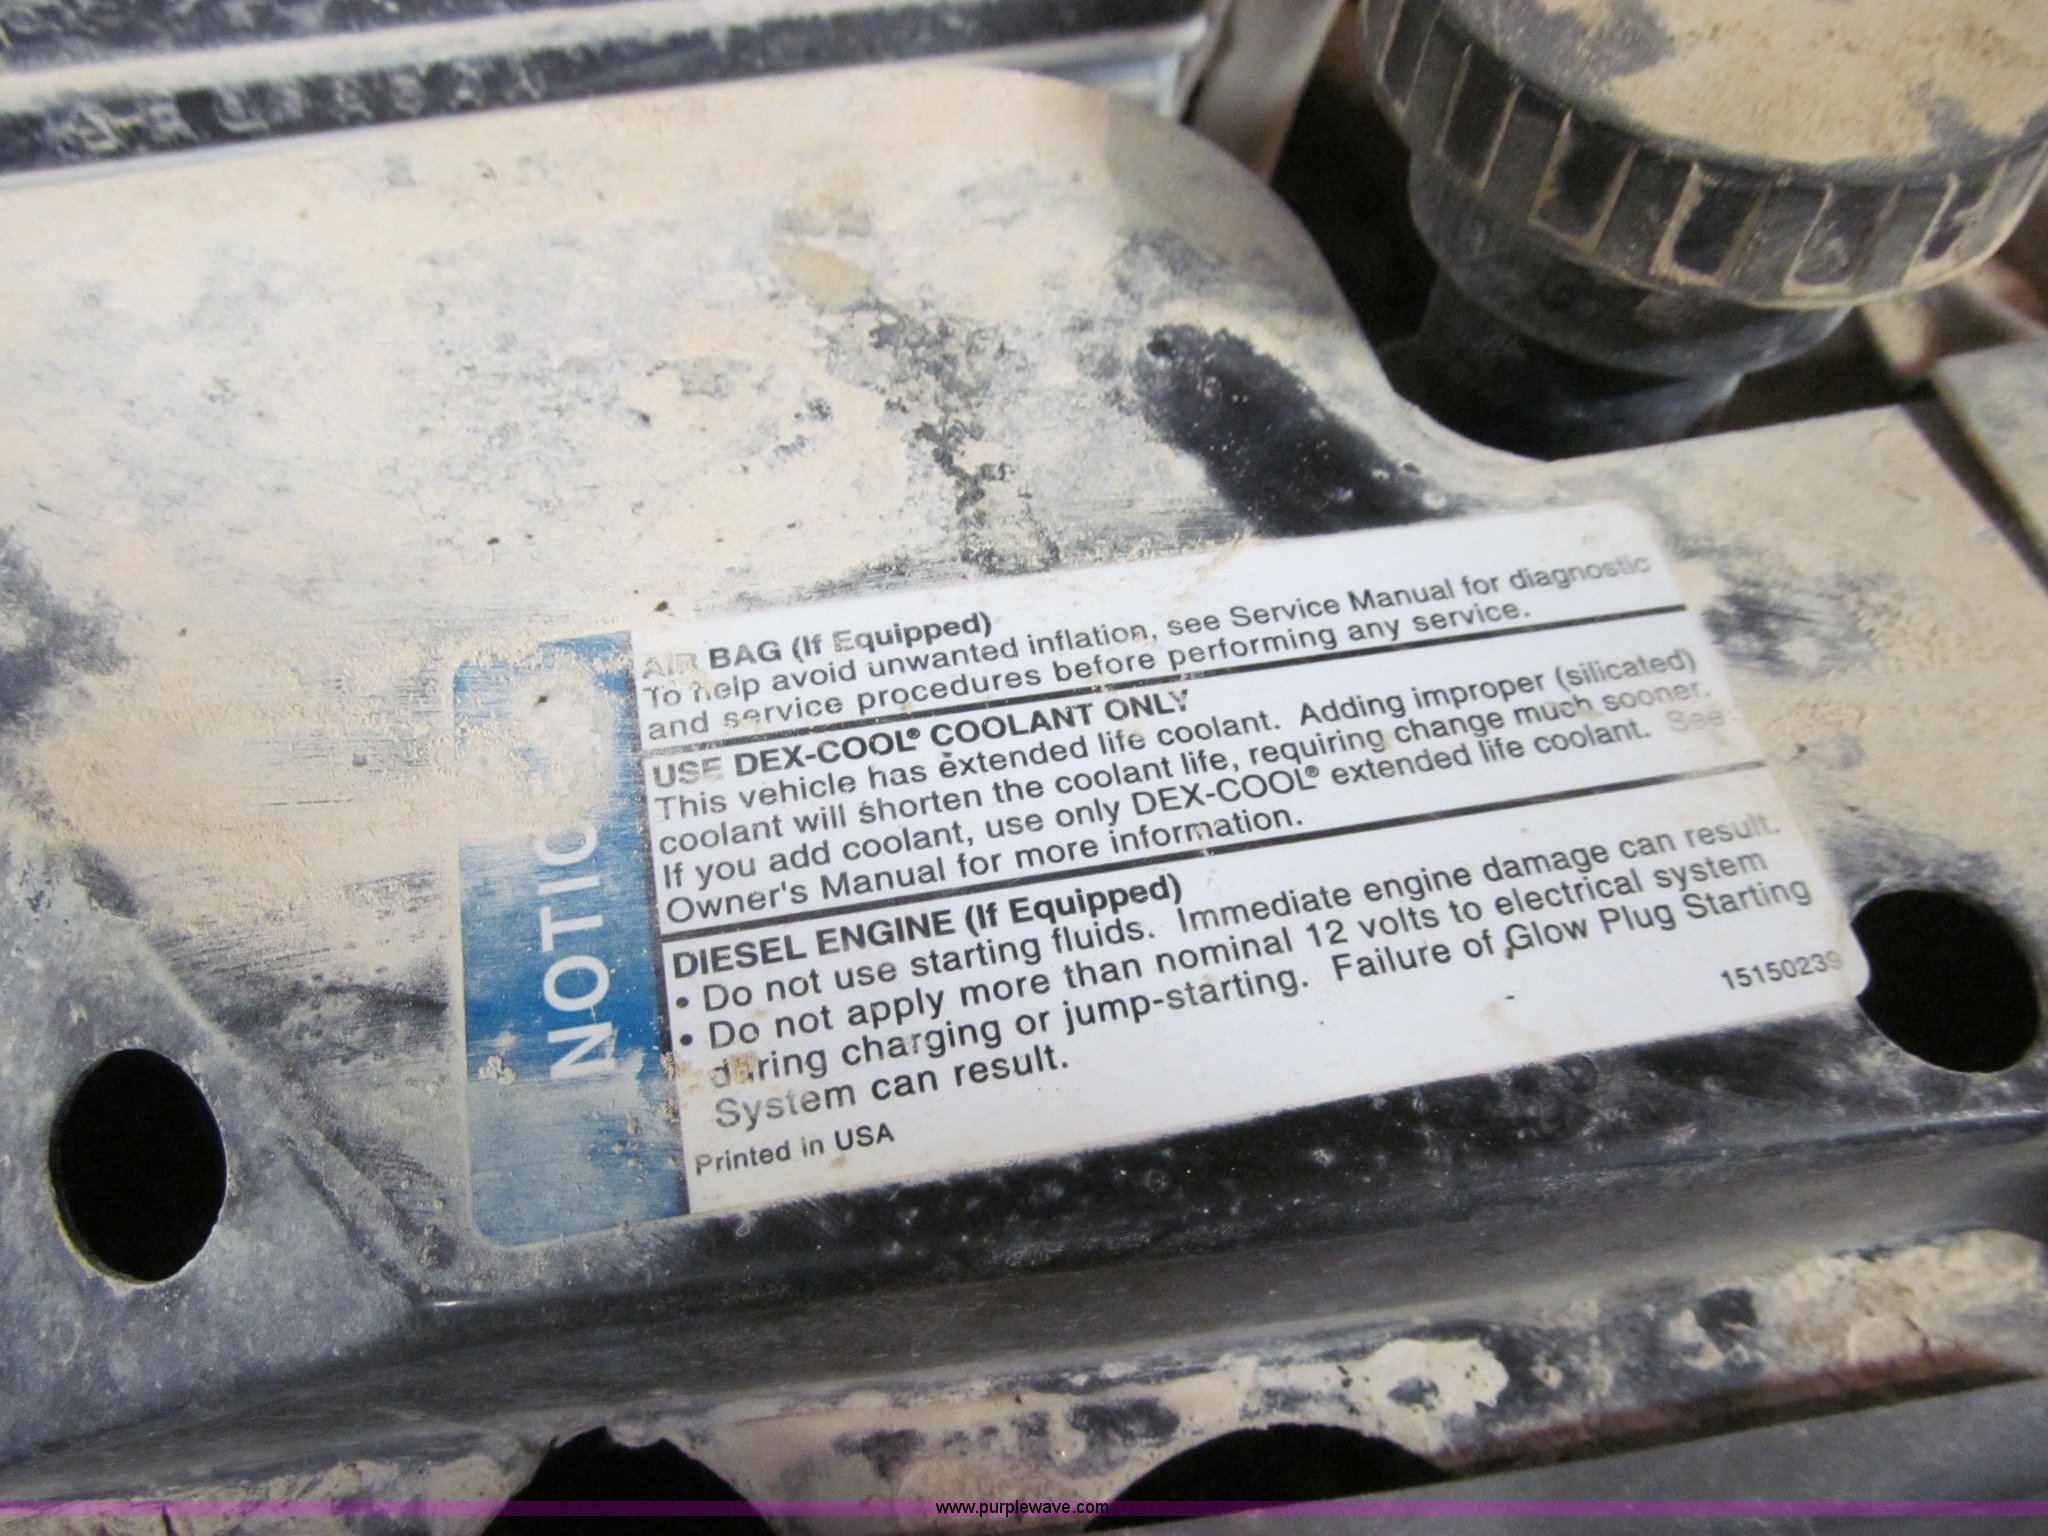 NOTIC
AIR BAG (If Equipped)
To help avoid unwanted inflation, see Service Manual for diagnostic
and service procedures before performing any service.
USE DEX-COOL® COOLANT ONLY
This vehicle has extended life coolant. Adding improper (silicated)
coolant will shorten the coolant life, requiring change much sooner.
If you add coolant, use only DEX-COOL® extended life coolant. See
Owner's Manual for more information.
DIESEL ENGINE (If Equipped)
• Do not use starting fluids. Immediate engine damage can result.
• Do not apply more than nominal 12 volts to electrical system
during charging or jump-starting. Failure of Glow Plug Starting
System can result.
15150239
Printed in USA
www.purplewave.com